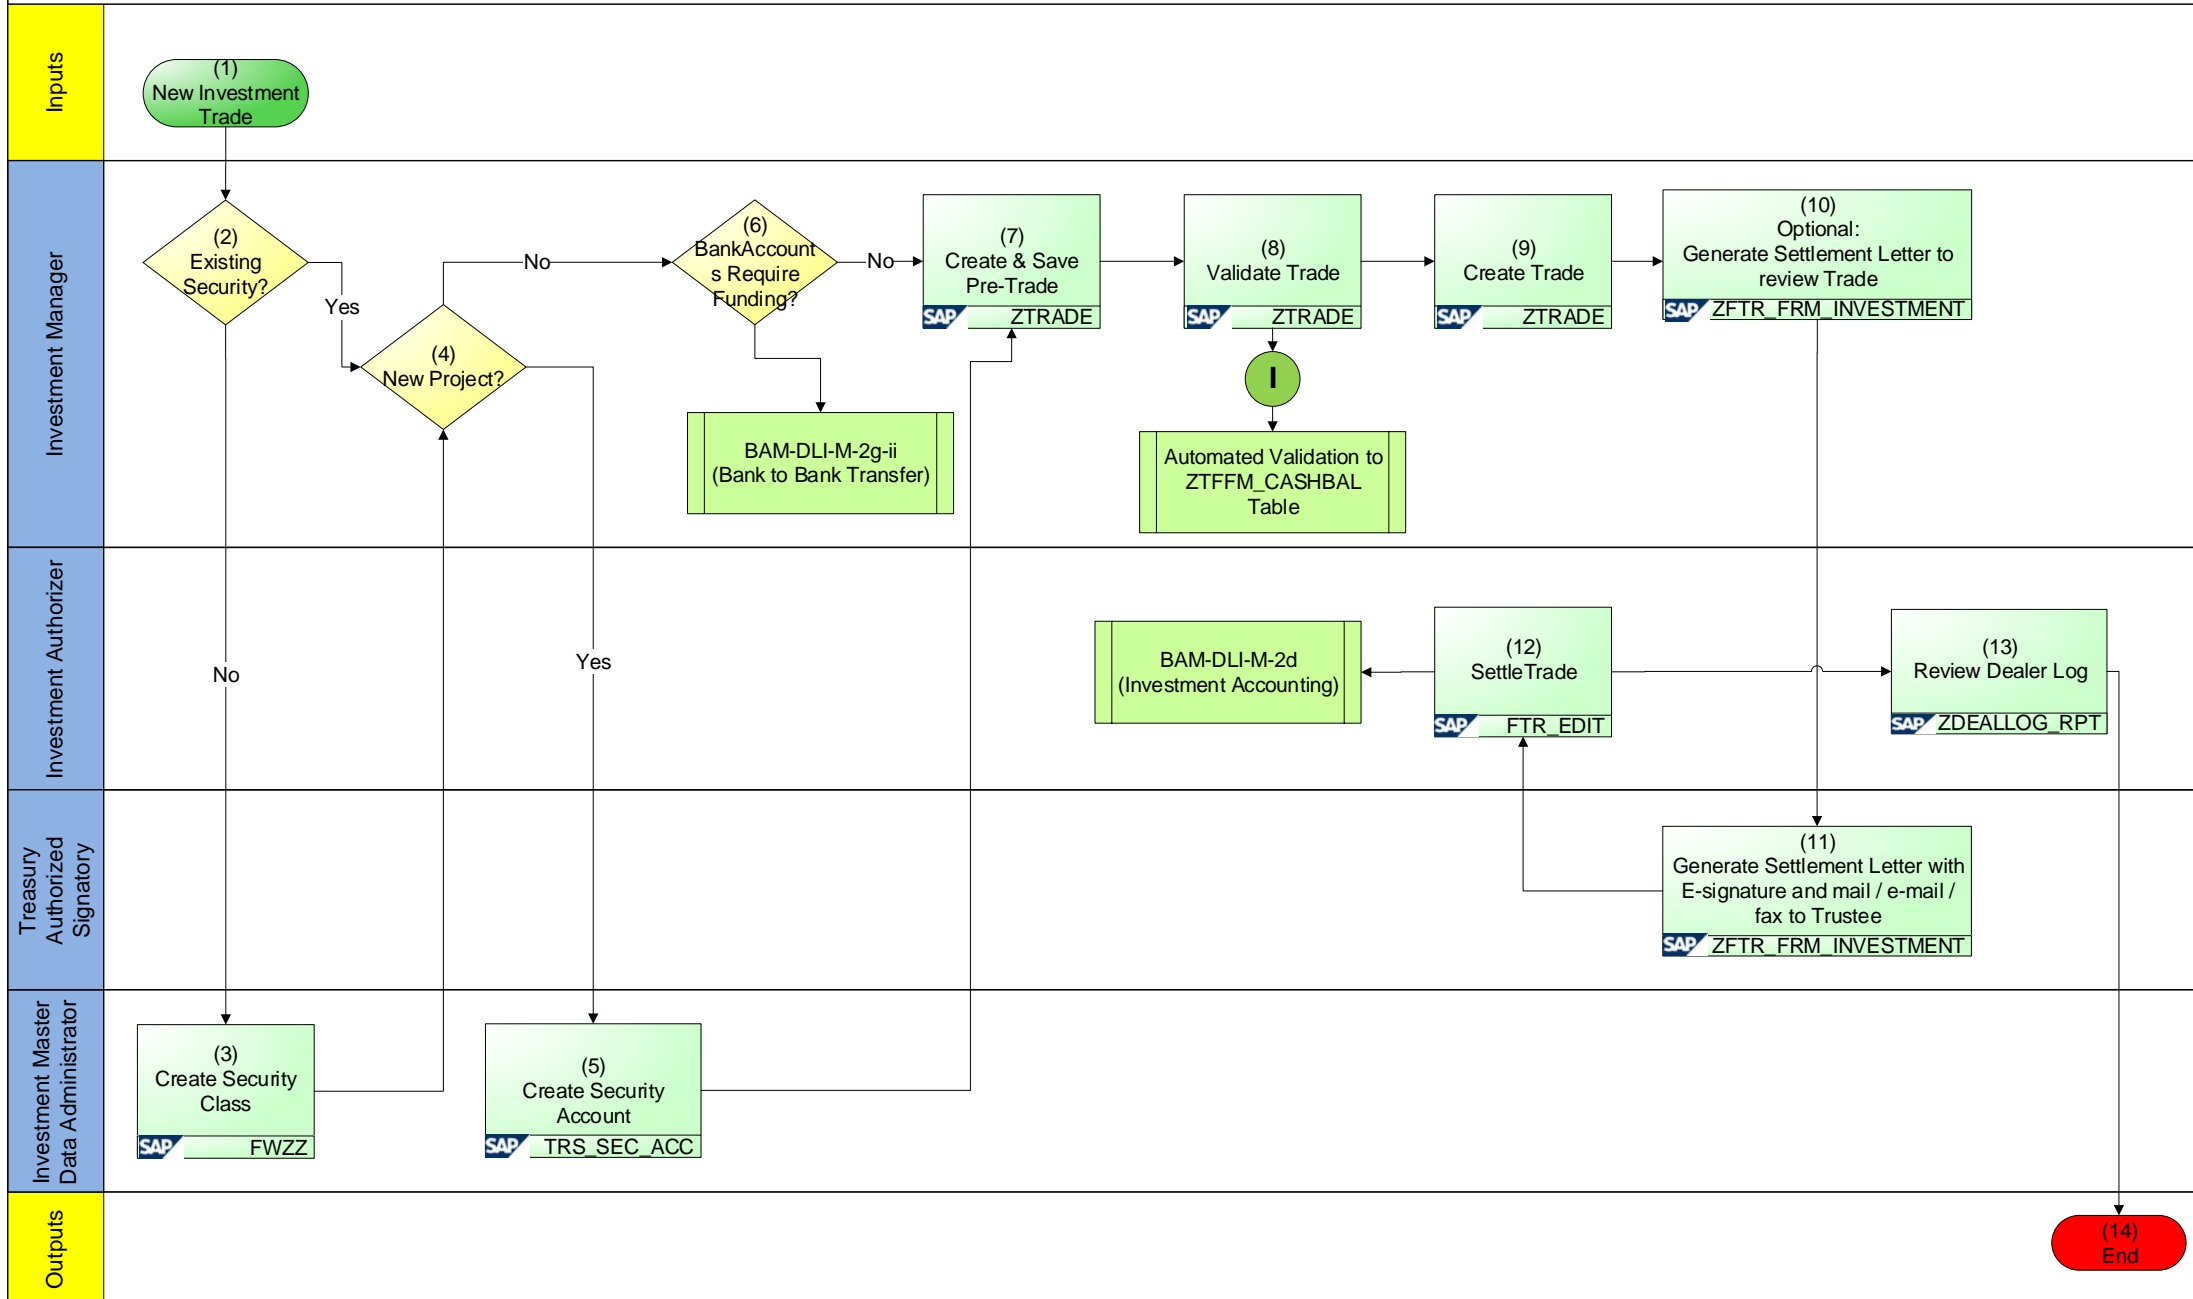 Inputs
(1)
New Investment
Trade
Investment Manager
(2)
Existing
Security?
Yes
(4)
New Project?
No
(6)
BankAccount
s Require
Funding?
No
(7)
Create & Save
Pre-Trade
SAP ZTRADE
(8)
Validate Trade
SAP ZTRADE
(9)
Create Trade
SAP ZTRADE
(10)
Optional:
Generate Settlement Letter to
review Trade
SAP ZFTR_FRM_INVESTMENT
I
BAM-DLI-M-2g-ii
(Bank to Bank Transfer)
Automated Validation to
ZTFFM_CASHBAL
Table
Investment Authorizer
No
Yes
BAM-DLI-M-2d
(Investment Accounting)
(12)
SettleTrade
SAP FTR_EDIT
(13)
Review Dealer Log
SAP ZDEALLOG_RPT
Treasury
Authorized
Signatory
(11)
Generate Settlement Letter with
E-signature and mail / e-mail /
fax to Trustee
SAP ZFTR_FRM_INVESTMENT
Investment Master
Data Administrator
(3)
Create Security
Class
SAP FWZZ
(5)
Create Security
Account
SAP TRS_SEC_ACC
Outputs
(14)
End